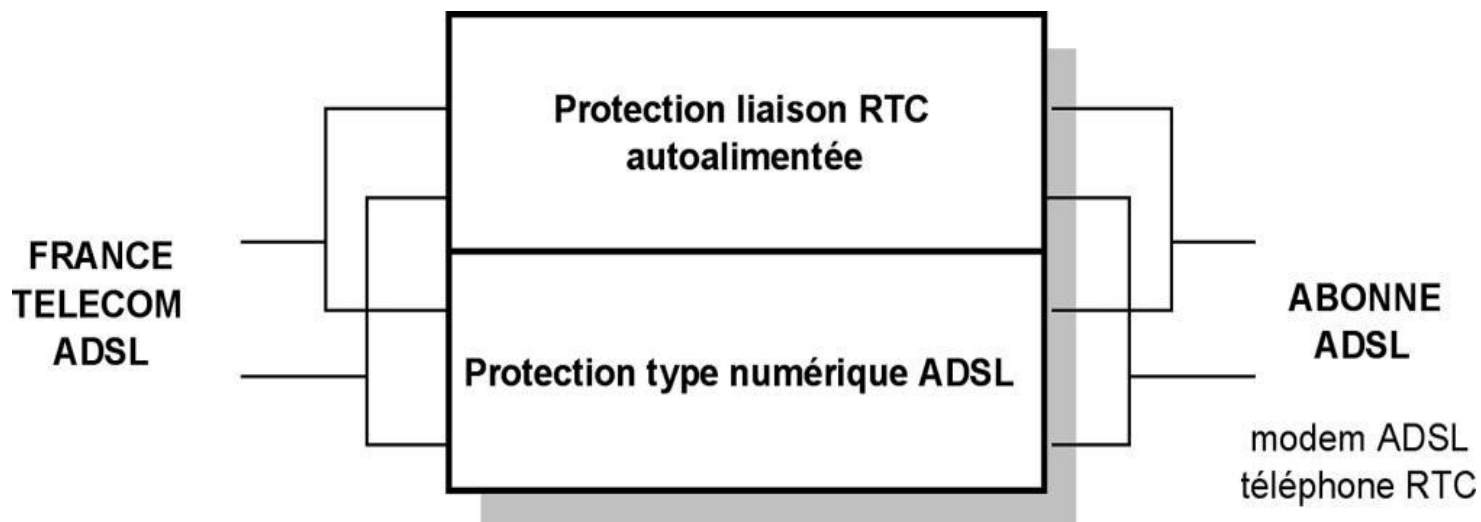 Protection liaison RTC
autoalimentée
FRANCE
TELECOM
ADSL
Protection type numérique ADSL
ABONNE
ADSL
modem ADSL
téléphone RTC